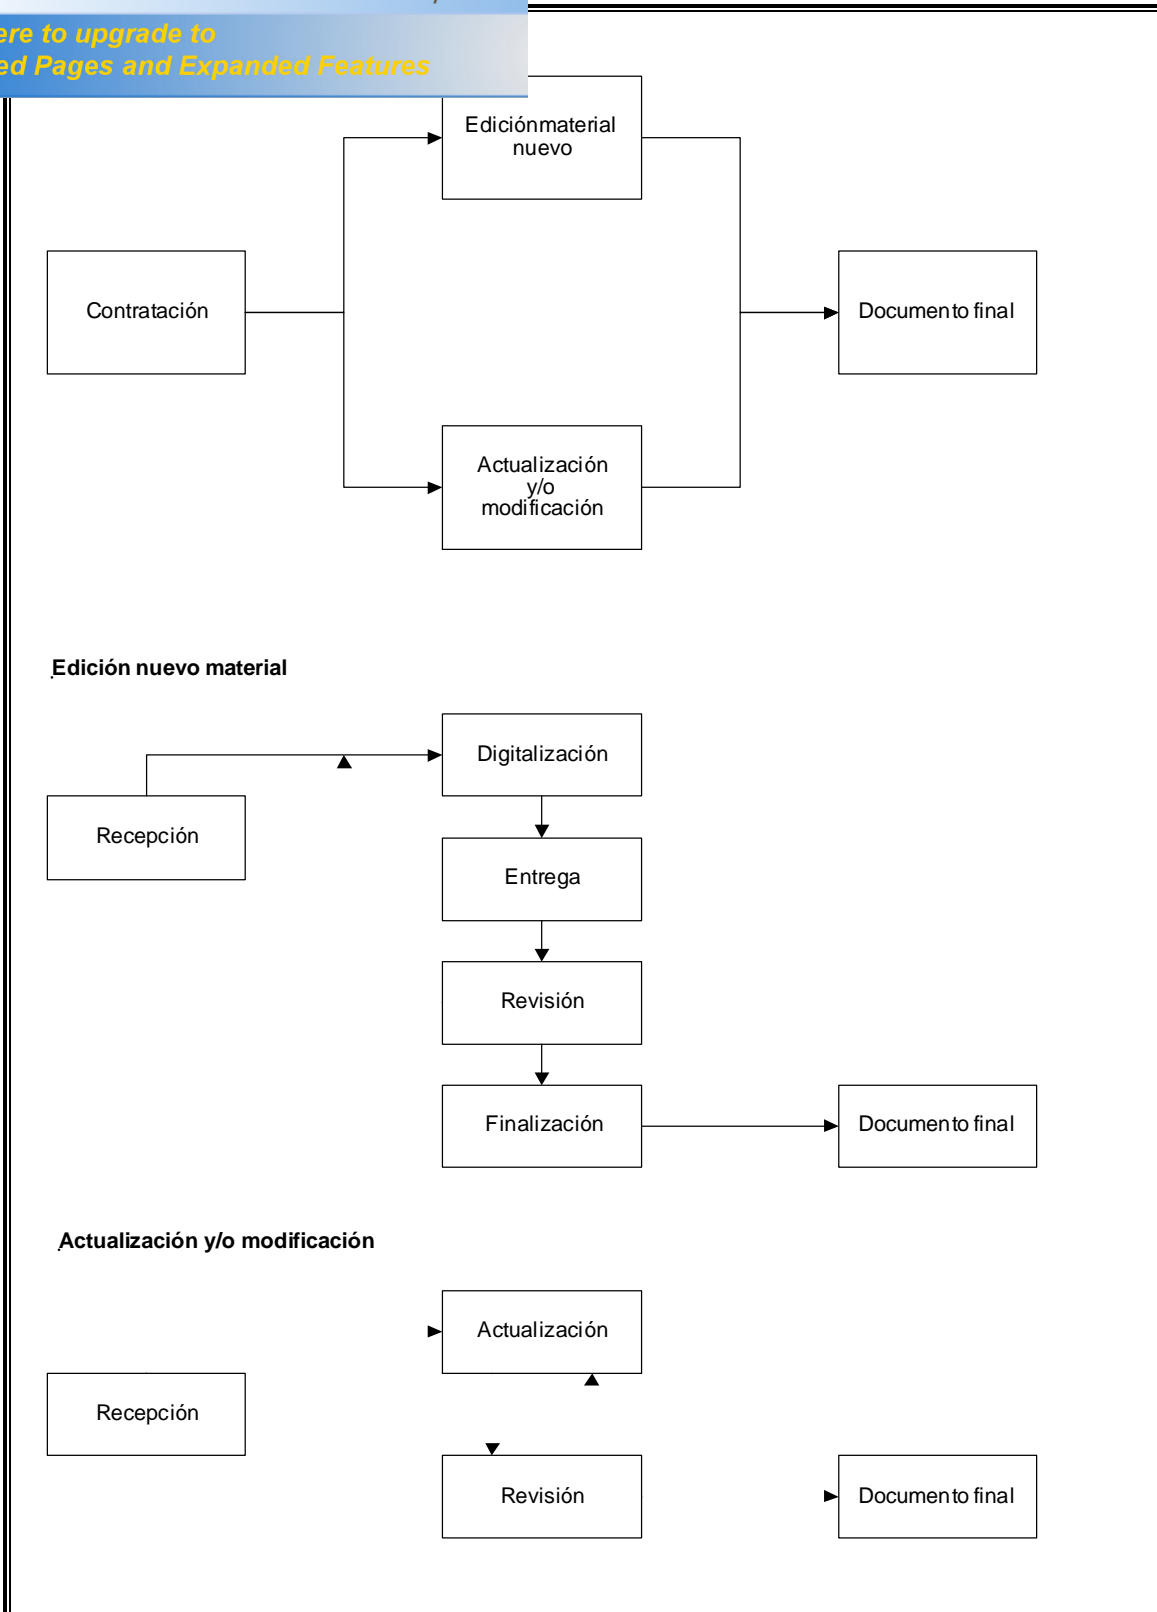 ere to upgrade to
ed Pages and Expanded Features
Ediciónmaterial
nuevo
Contratación
Documento final
Actualización
y/o
modificación
Edición nuevo material
Digitalización
Recepción
Entrega
Revisión
Finalización
Documento final
Actualización y/o modificación
Actualización
Recepción
Revisión
Documento final